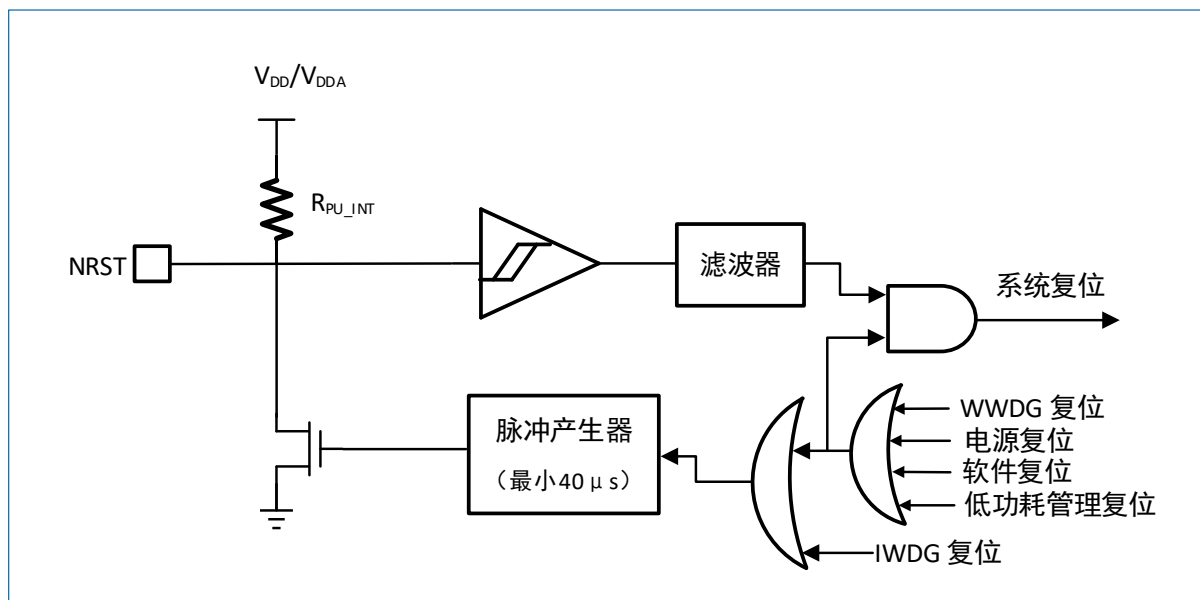 VDD/VDDA
RPU_INT
NRST
滤波器
系统复位
脉冲产生器
（最小40μs）
WWDG 复位
电源复位
软件复位
低功耗管理复位
IWDG 复位